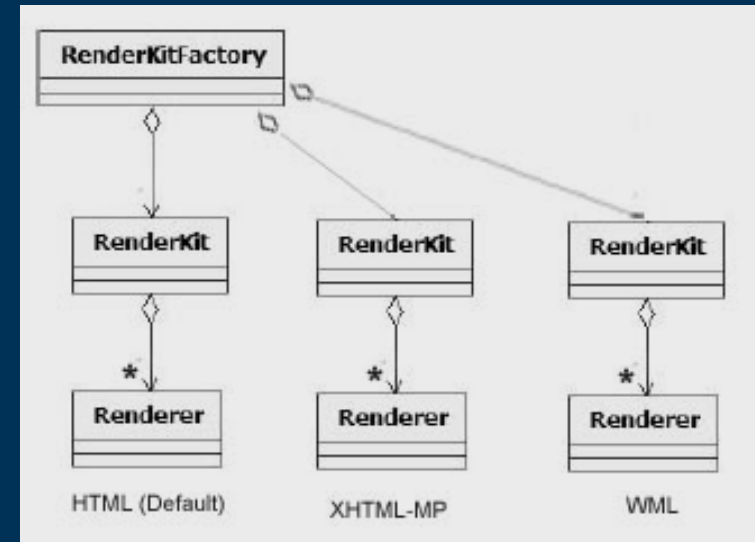 RenderKitFactory
RenderKit
RenderKit
RenderKit
*
*
*
Renderer
Renderer
Renderer
HTML (Default)
XHTML-MP
WML